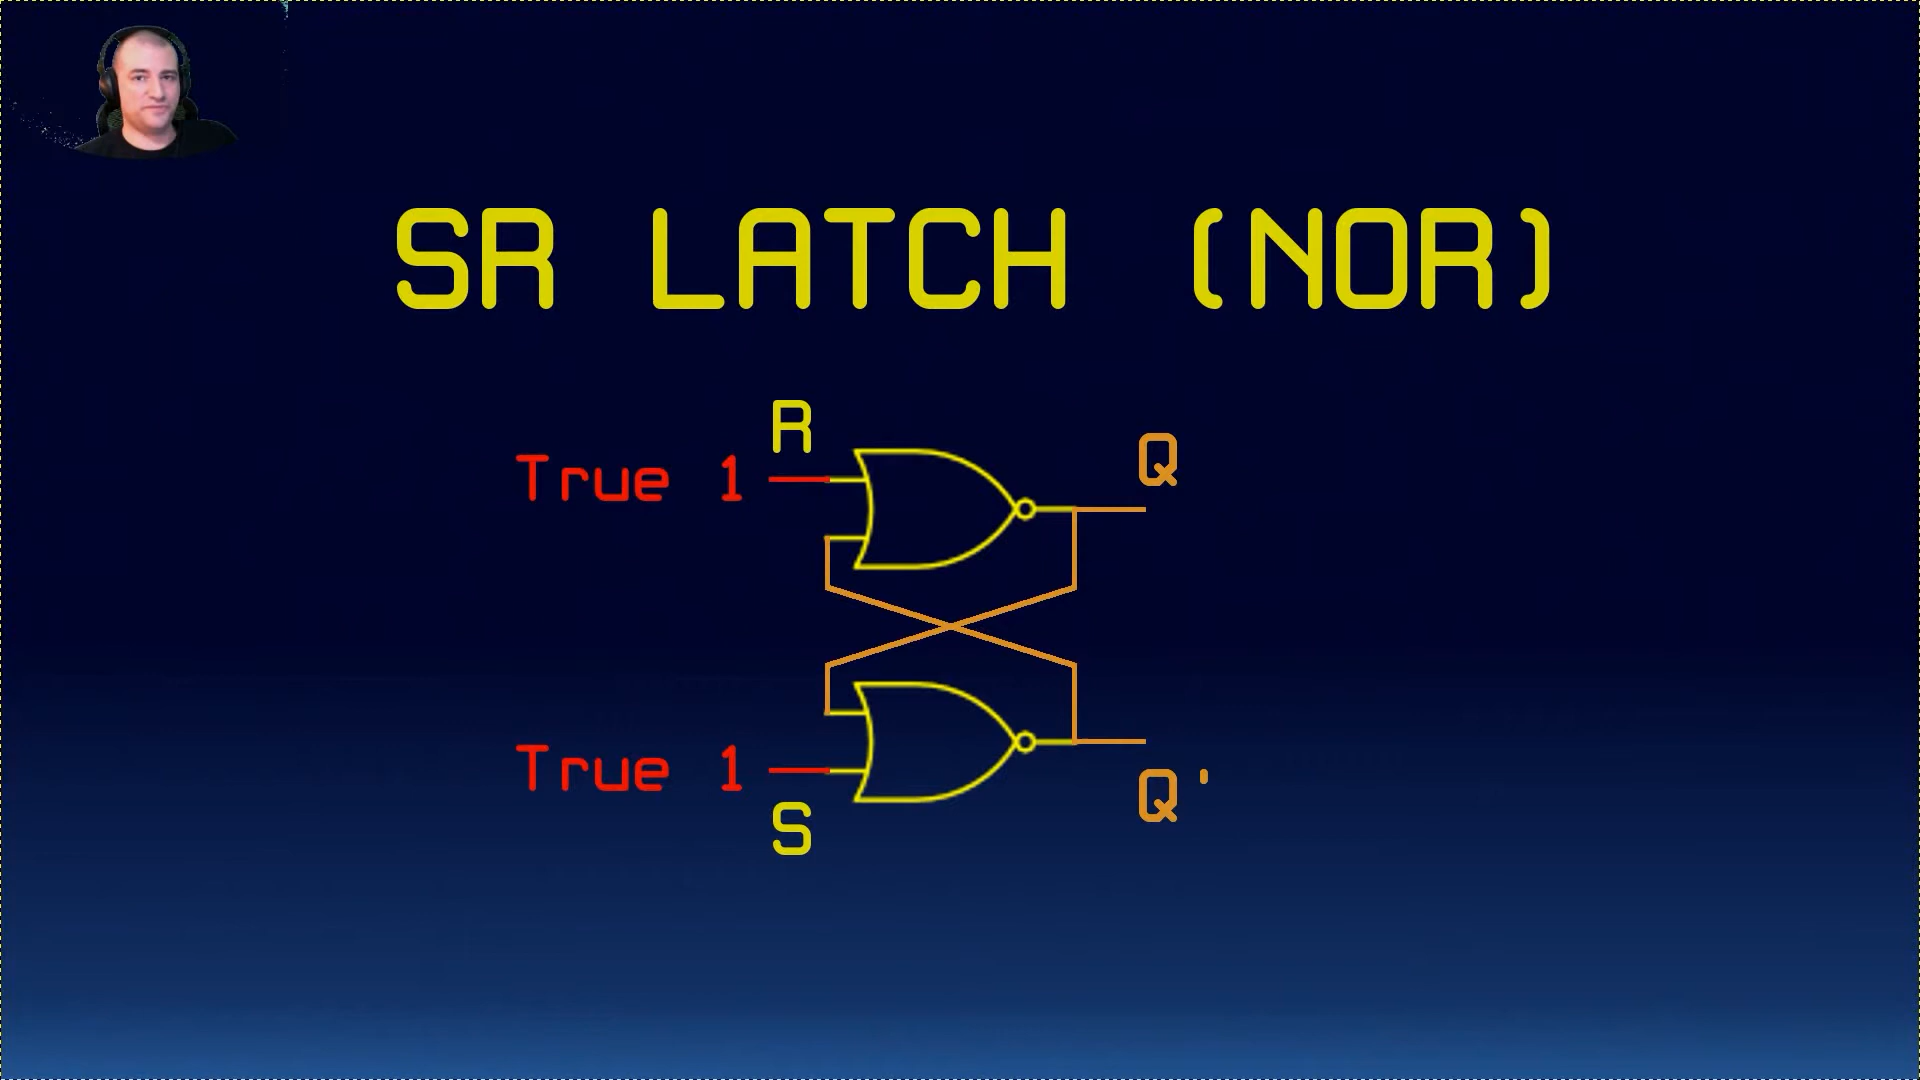 SR LATCH (NOR)
R
True 1
Q
True 1
Q'
S